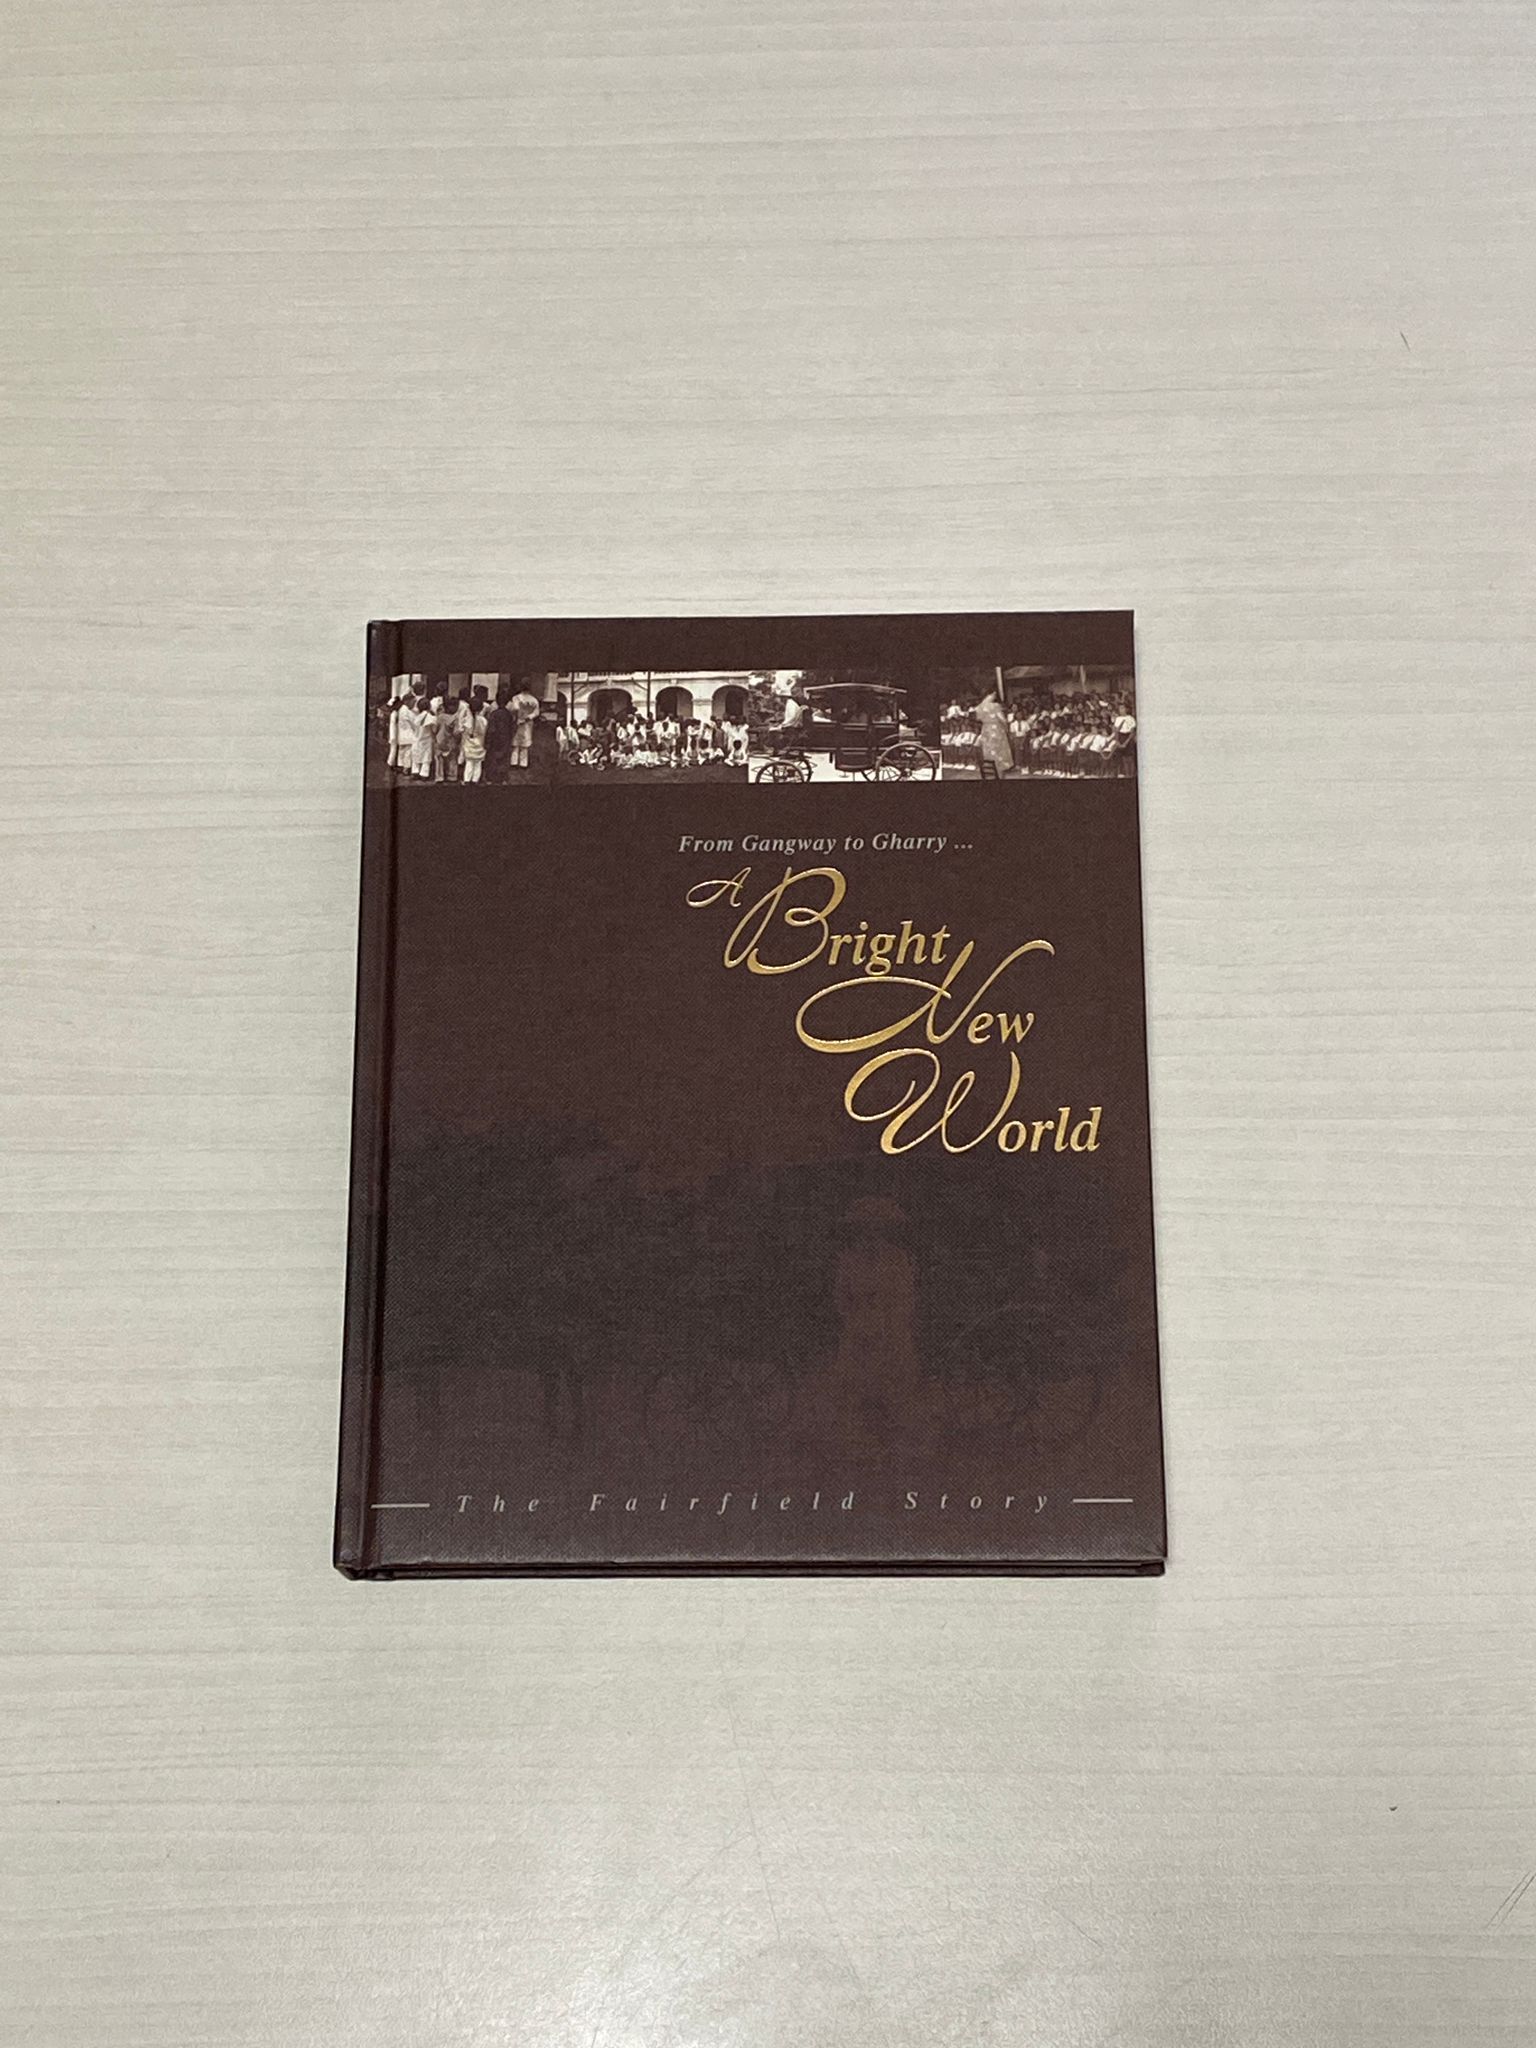 From Gangway to Gharry ...
A Bright
New
World
The Fairfield Story